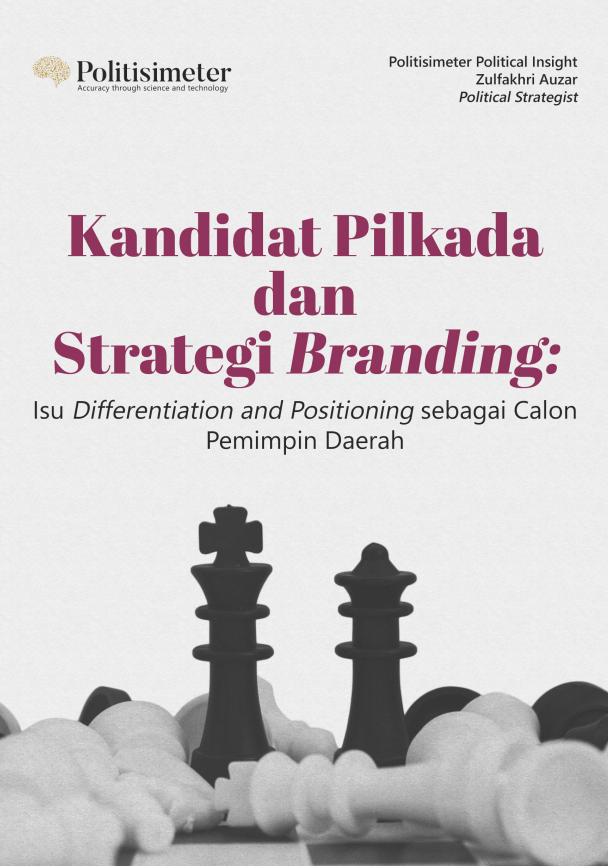 Politisimeter
Accuracy through science and technology
Politisimeter Political Insight
Zulfakhri Auzar
Political Strategist
Kandidat Pilkada
dan
Strategi Branding:
Isu Differentiation and Positioning sebagai Calon
Pemimpin Daerah